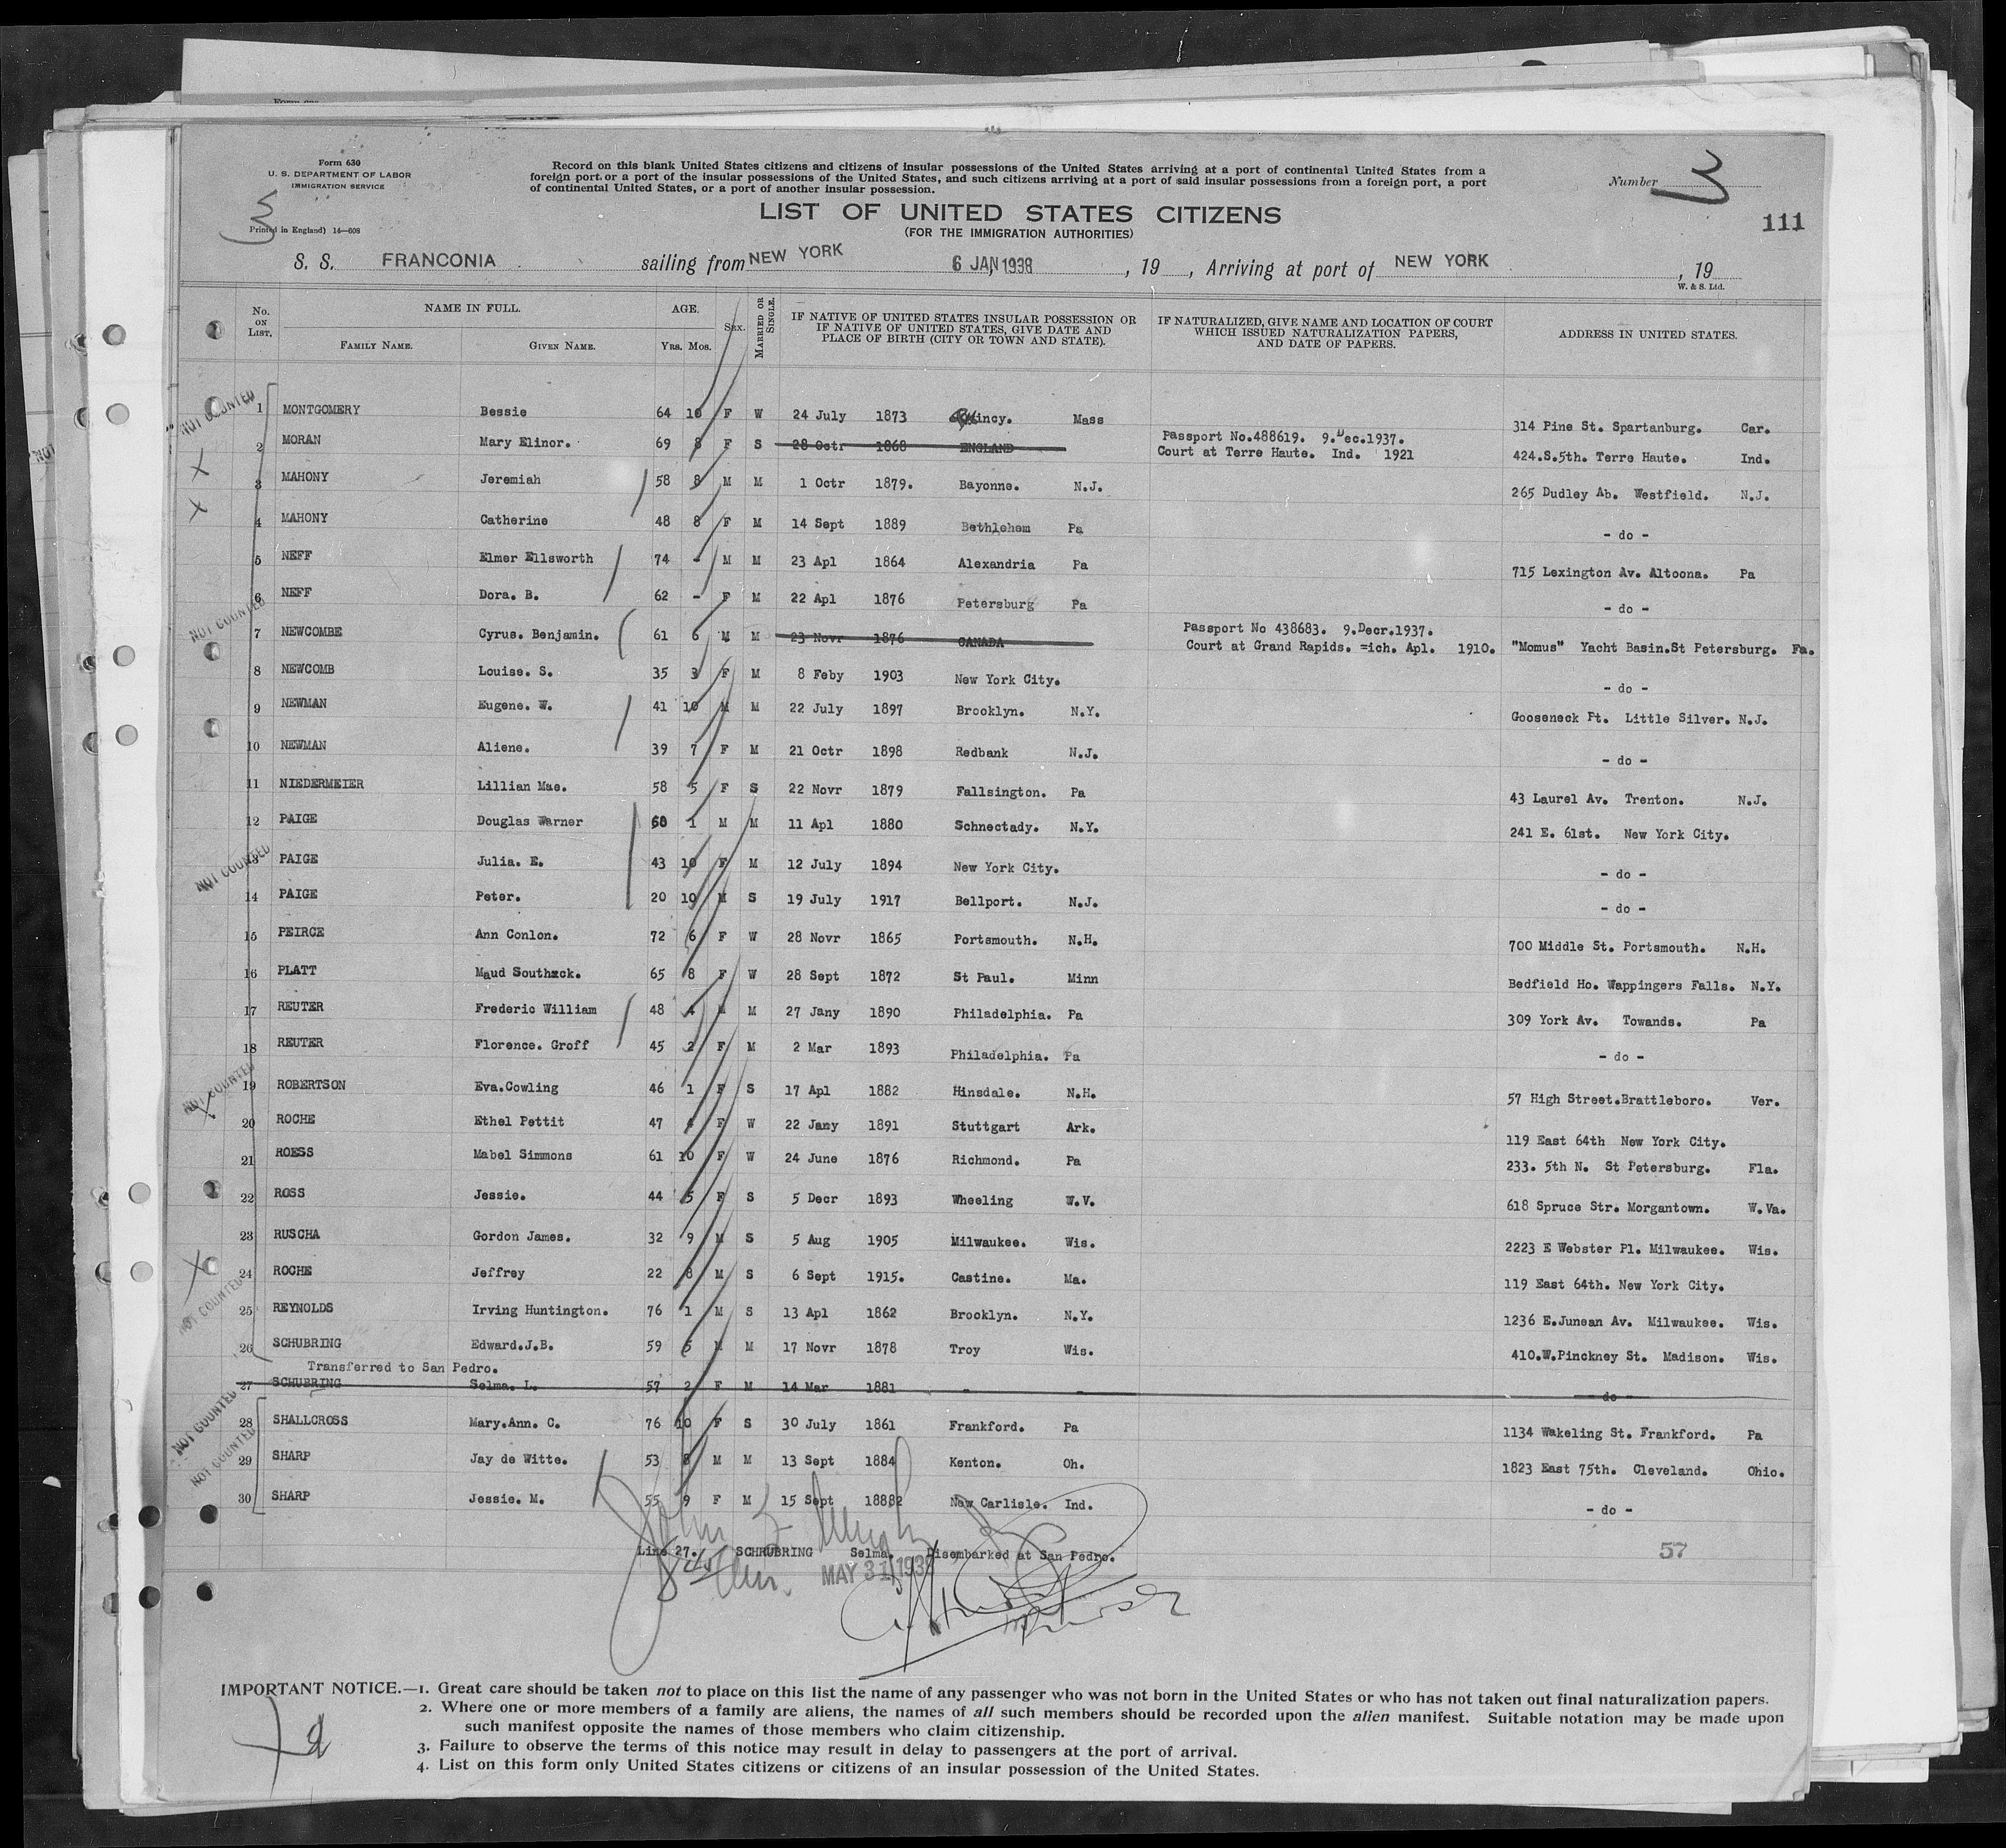 Form 630
U. S. DEPARTMENT OF LABOR
IMMIGRATION SERVICE
3
Printed in England) 14—608
Record on this blank United States citizens and citizens of insular possessions of the United States arriving at a port of continental United States from a
foreign port, or a port of the insular possessions of the United States, and such citizens arriving at a port of said insular possessions from a foreign port, a port
of continental United States, or a port of another insular possession.
Number 3
LIST OF UNITED STATES CITIZENS
(FOR THE IMMIGRATION AUTHORITIES)
111
S. S. FRANCONIA sailing from NEW YORK 6 JAN 1938 , 19 , Arriving at port of NEW YORK , 19
W. & S. Ltd.
No. ON LIST. NAME IN FULL. AGE. Sex. MARRIED OR SINGLE. IF NATIVE OF UNITED STATES INSULAR POSSESSION OR IF NATIVE OF UNITED STATES, GIVE DATE AND PLACE OF BIRTH (CITY OR TOWN AND STATE). IF NATURALIZED, GIVE NAME AND LOCATION OF COURT WHICH ISSUED NATURALIZATION PAPERS, AND DATE OF PAPERS. ADDRESS IN UNITED STATES.
FAMILY NAME. GIVEN NAME. YRS. MOS.
NOT COUNTED 1 MONTGOMERY Bessie 64 10 F W 24 July 1873 Quincy. Mass 314 Pine St. Spartanburg. Car.
2 MORAN Mary Elinor. 69 8 F S 28 Octr 1868 ENGLAND Passport No.488619. 9.Dec.1937. Court at Terre Haute. Ind. 1921 424.S.5th. Terre Haute. Ind.
X 3 MAHONY Jeremiah 58 8 M M 1 Octr 1879. Bayonne. N.J. 265 Dudley Ab. Westfield. N.J.
X 4 MAHONY Catherine 48 8 F M 14 Sept 1889 Bethlehem Pa - do -
5 NEFF Elmer Ellsworth 74 - M M 23 Apl 1864 Alexandria Pa 715 Lexington Av. Altoona. Pa
6 NEFF Dora. B. 62 - F M 22 Apl 1876 Petersburg Pa - do -
NOT COUNTED 7 NEWCOMBE Cyrus. Benjamin. 61 6 M M 23 Novr 1876 CANADA Passport No 438683. 9.Decr.1937. Court at Grand Rapids. =ich. Apl. 1910. "Momus" Yacht Basin.St Petersburg. Fa.
8 NEWCOMB Louise. S. 35 3 F M 8 Feby 1903 New York City. - do -
9 NEWMAN Eugene. W. 41 10 M M 22 July 1897 Brooklyn. N.Y. Gooseneck Pt. Little Silver. N.J.
10 NEWMAN Aliene. 39 7 F M 21 Octr 1898 Redbank N.J. - do -
11 NIEDERMEIER Lillian Mae. 58 5 F S 22 Novr 1879 Fallsington. Pa 43 Laurel Av. Trenton. N.J.
12 PAIGE Douglas Warner 60 1 M M 11 Apl 1880 Schnectady. N.Y. 241 E. 61st. New York City.
NOT COUNTED 13 PAIGE Julia. E. 43 10 F M 12 July 1894 New York City. - do -
14 PAIGE Peter. 20 10 M S 19 July 1917 Bellport. N.J. - do -
15 PEIRCE Ann Conlon. 72 6 F W 28 Novr 1865 Portsmouth. N.H. 700 Middle St. Portsmouth. N.H.
16 PLATT Maud Southack. 65 8 F W 28 Sept 1872 St Paul. Minn Bedfield Ho. Wappingers Falls. N.Y.
17 REUTER Frederic William 48 4 M M 27 Jany 1890 Philadelphia. Pa 309 York Av. Towands. Pa
18 REUTER Florence. Groff 45 2 F M 2 Mar 1893 Philadelphia. Pa - do -
NOT COUNTED X 19 ROBERTSON Eva.Cowling 46 1 F S 17 Apl 1882 Hinsdale. N.H. 57 High Street.Brattleboro. Ver.
20 ROCHE Ethel Pettit 47 4 F W 22 Jany 1891 Stuttgart Ark. 119 East 64th New York City.
21 ROESS Mabel Simmons 61 10 F W 24 June 1876 Richmond. Pa 233. 5th N. St Petersburg. Fla.
22 ROSS Jessie. 44 5 F S 5 Decr 1893 Wheeling W.V. 618 Spruce Str. Morgantown. W.Va.
23 RUSCHA Gordon James. 32 9 M S 5 Aug 1905 Milwaukee. Wis. 2223 E Webster Pl. Milwaukee. Wis.
X 24 ROCHE Jeffrey 22 8 M S 6 Sept 1915. Castine. Ma. 119 East 64th. New York City.
NOT COUNTED 25 REYNOLDS Irving Huntington. 76 1 M S 13 Apl 1862 Brooklyn. N.Y. 1236 E.Junean Av. Milwaukee. Wis.
26 SCHUBRING Edward.J.B. 59 6 M M 17 Novr 1878 Troy Wis. 410.W.Pinckney St. Madison. Wis.
Transferred to San Pedro.
27 SCHUBRING Selma. L. 57 2 F M 14 Mar 1881 - - - do -
NOT COUNTED 28 SHALLCROSS Mary.Ann. C. 76 10 F S 30 July 1861 Frankford. Pa 1134 Wakeling St. Frankford. Pa
NOT COUNTED 29 SHARP Jay de Witte. 53 8 M M 13 Sept 1884 Kenton. Oh. 1823 East 75th. Cleveland. Ohio.
30 SHARP Jessie. M. 55 9 F M 15 Sept 18882 New Carlisle. Ind. - do -
Line 27. SCHRUBRING Selma. Disembarked at San Pedro.
57
MAY 31 193
IMPORTANT NOTICE.—1. Great care should be taken not to place on this list the name of any passenger who was not born in the United States or who has not taken out final naturalization papers.
2. Where one or more members of a family are aliens, the names of all such members should be recorded upon the alien manifest. Suitable notation may be made upon
such manifest opposite the names of those members who claim citizenship.
3. Failure to observe the terms of this notice may result in delay to passengers at the port of arrival.
4. List on this form only United States citizens or citizens of an insular possession of the United States.